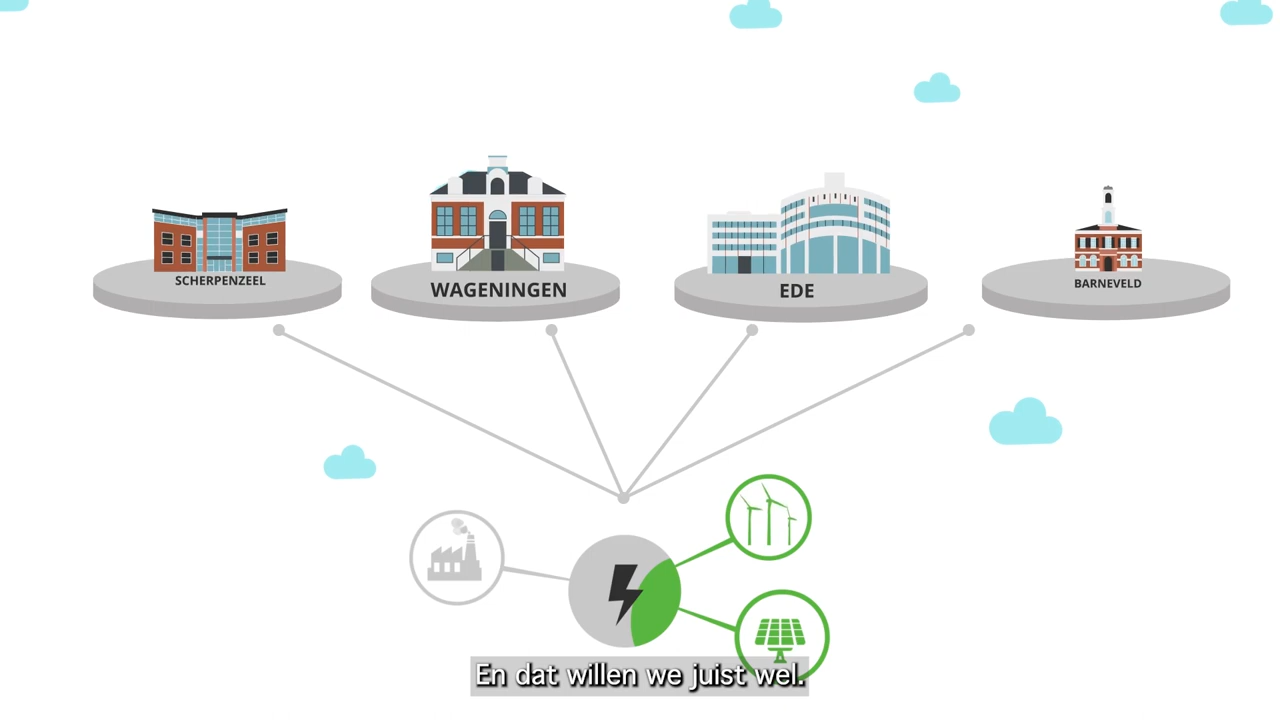 SCHERPENZEEL
WAGENINGEN
EDE
BARNEVELD
En dat willen we juist wel.